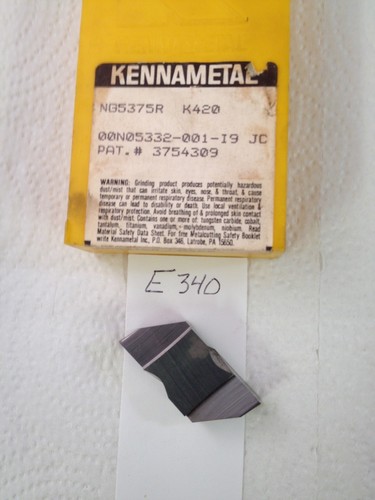 KENNAMETAL
NG5375R K420
00N05332-001-I9 JC
PAT.# 3754309
WARNING: Grinding product produces potentially hazardous
dust/mist that can irritate skin, eyes, nose, & throat, & cause
temporary or permanent respiratory disease. Permanent respiratory
disease can lead to disability or death. Use local ventilation &
respiratory protection. Avoid breathing of & prolonged skin contact
with dust/mist. Contains one or more of tungsten carbide, cobalt,
tantalum, titanium, vanadium, molybdenum, niobium. Read
Material Safety Data Sheet. For free Metalcutting Safety Booklet
write Kennametal Inc., P.O. Box 346, Latrobe, PA 15650.
E 340